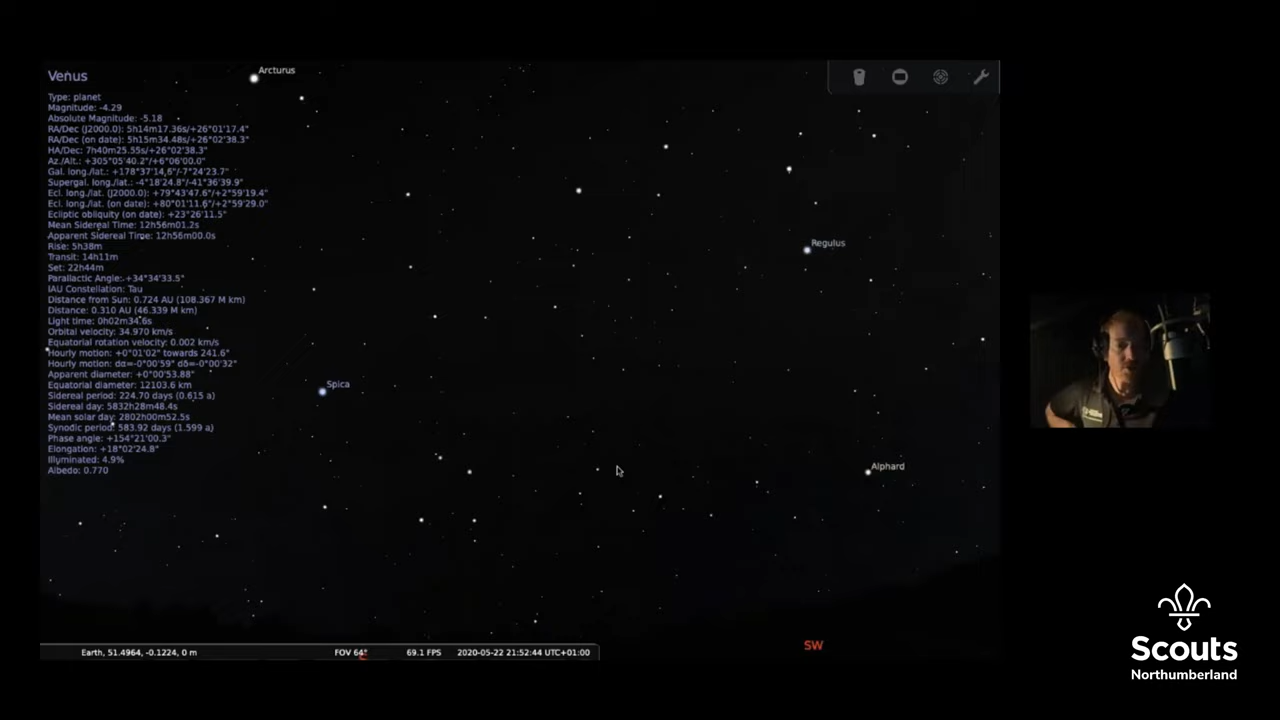 Venus
Type: planet
Magnitude: -4.29
Absolute Magnitude: -5.18
RA/Dec (J2000.0): 5h14m17.36s/+26°01'17.4"
RA/Dec (on date): 5h15m34.48s/+26°02'38.3"
HA/Dec: 7h40m25.55s/+26°02'38.3"
Az./Alt.: +305°05'40.2"/+6°06'00.0"
Gal. long./lat.: +178°37'14.6"/-7°24'23.7"
Supergal. long./lat.: -4°18'24.8"/-41°36'39.9"
Ecl. long./lat. (J2000.0): +79°43'47.6"/+2°59'19.4"
Ecl. long./lat. (on date): +80°01'11.6"/+2°59'29.0"
Ecliptic obliquity (on date): +23°26'11.5"
Mean Sidereal Time: 12h56m01.2s
Apparent Sidereal Time: 12h56m00.0s
Rise: 5h38m
Transit: 14h11m
Set: 22h44m
Parallactic Angle: +34°34'33.5"
IAU Constellation: Tau
Distance from Sun: 0.724 AU (108.367 M km)
Distance: 0.310 AU (46.339 M km)
Light time: 0h02m34.6s
Orbital velocity: 34.970 km/s
Equatorial rotation velocity: 0.002 km/s
Hourly motion: +0°01'02" towards 241.6°
Hourly motion: dα=-0°00'59" dδ=-0°00'32"
Apparent diameter: +0°00'53.88"
Equatorial diameter: 12103.6 km
Sidereal period: 224.70 days (0.615 a)
Sidereal day: 5832h28m48.4s
Mean solar day: 2802h00m52.5s
Synodic period: 583.92 days (1.599 a)
Phase angle: +154°21'00.3"
Elongation: +18°02'24.8"
Illuminated: 4.9%
Albedo: 0.770
Arcturus
Regulus
Spica
Alphard
SW
Earth, 51.4964, -0.1224, 0 m FOV 64° 69.1 FPS 2020-05-22 21:52:44 UTC+01:00
Scouts
Northumberland